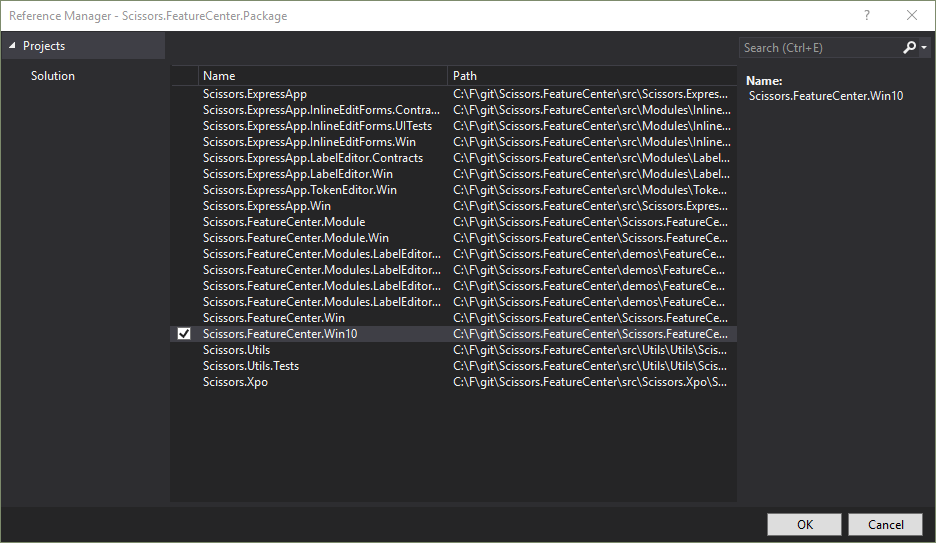 Reference Manager - Scissors.FeatureCenter.Package
Projects
Search (Ctrl+E)
Solution
Name Path
Name:
Scissors.FeatureCenter.Win10
Scissors.ExpressApp C:\F\git\Scissors.FeatureCenter\src\Scissors.Expres...
Scissors.ExpressApp.InlineEditForms.Contra... C:\F\git\Scissors.FeatureCenter\src\Modules\Inline...
Scissors.ExpressApp.InlineEditForms.UITests C:\F\git\Scissors.FeatureCenter\src\Modules\Inline...
Scissors.ExpressApp.InlineEditForms.Win C:\F\git\Scissors.FeatureCenter\src\Modules\Inline...
Scissors.ExpressApp.LabelEditor.Contracts C:\F\git\Scissors.FeatureCenter\src\Modules\Label...
Scissors.ExpressApp.LabelEditor.Win C:\F\git\Scissors.FeatureCenter\src\Modules\Label...
Scissors.ExpressApp.TokenEditor.Win C:\F\git\Scissors.FeatureCenter\src\Modules\Toke...
Scissors.ExpressApp.Win C:\F\git\Scissors.FeatureCenter\src\Scissors.Expres...
Scissors.FeatureCenter.Module C:\F\git\Scissors.FeatureCenter\Scissors.FeatureCe...
Scissors.FeatureCenter.Module.Win C:\F\git\Scissors.FeatureCenter\Scissors.FeatureCe...
Scissors.FeatureCenter.Modules.LabelEditor... C:\F\git\Scissors.FeatureCenter\demos\FeatureCe...
Scissors.FeatureCenter.Modules.LabelEditor... C:\F\git\Scissors.FeatureCenter\demos\FeatureCe...
Scissors.FeatureCenter.Modules.LabelEditor... C:\F\git\Scissors.FeatureCenter\demos\FeatureCe...
Scissors.FeatureCenter.Modules.LabelEditor... C:\F\git\Scissors.FeatureCenter\demos\FeatureCe...
Scissors.FeatureCenter.Win C:\F\git\Scissors.FeatureCenter\Scissors.FeatureCe...
Scissors.FeatureCenter.Win10 C:\F\git\Scissors.FeatureCenter\Scissors.FeatureCe...
Scissors.Utils C:\F\git\Scissors.FeatureCenter\src\Utils\Utils\Scis...
Scissors.Utils.Tests C:\F\git\Scissors.FeatureCenter\src\Utils\Utils\Scis...
Scissors.Xpo C:\F\git\Scissors.FeatureCenter\src\Scissors.Xpo\S...
OK Cancel